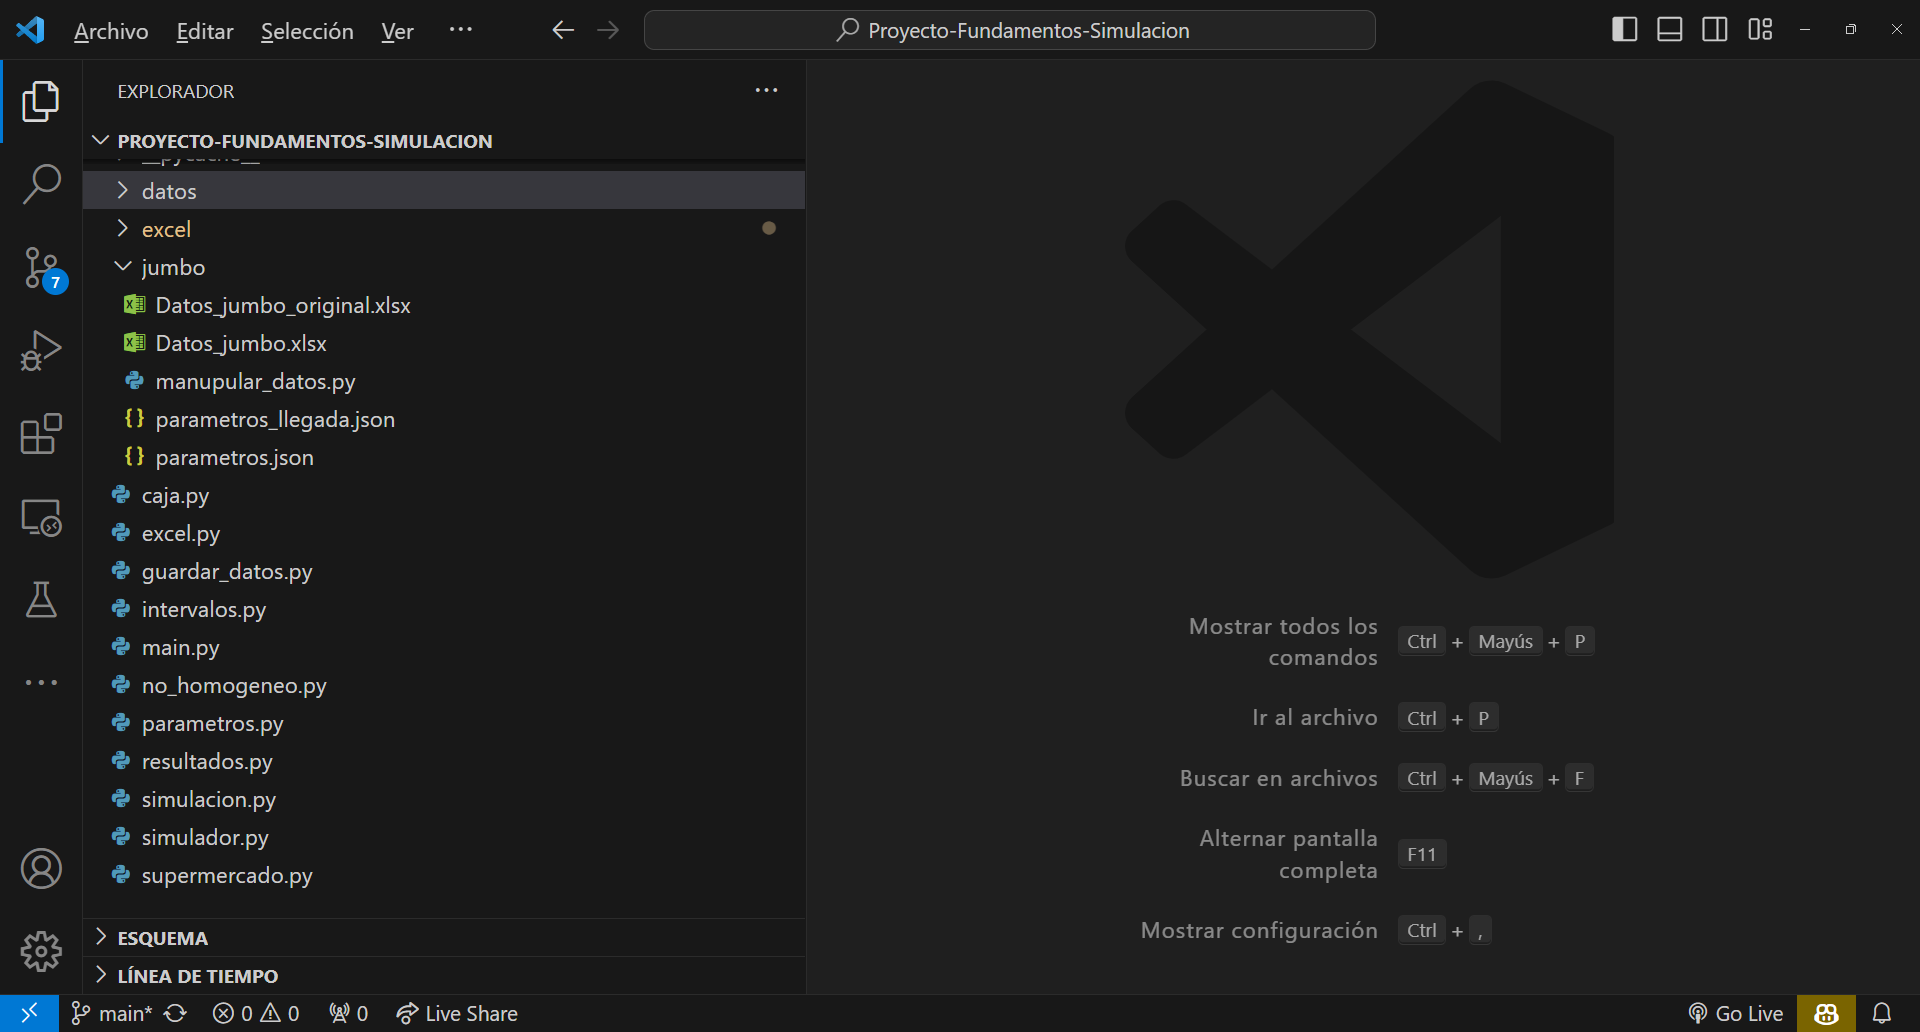 Archivo Editar Selección Ver ··· Proyecto-Fundamentos-Simulacion
EXPLORADOR
PROYECTO-FUNDAMENTOS-SIMULACION
__pycache__
datos
excel
jumbo
Datos_jumbo_original.xlsx
Datos_jumbo.xlsx
manupular_datos.py
{} parametros_llegada.json
{} parametros.json
caja.py
excel.py
guardar_datos.py
intervalos.py
main.py
no_homogeneo.py
parametros.py
resultados.py
simulacion.py
simulador.py
supermercado.py
ESQUEMA
LÍNEA DE TIEMPO
7
Mostrar todos los
comandos Ctrl + Mayús + P
Ir al archivo Ctrl + P
Buscar en archivos Ctrl + Mayús + F
Alternar pantalla
completa F11
Mostrar configuración Ctrl + ,
main* 0 0 0 Live Share Go Live